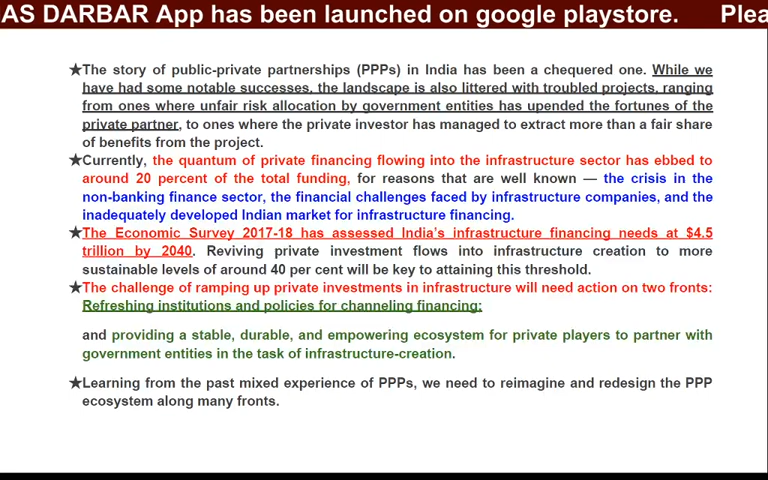 AS DARBAR App has been launched on google playstore. Plea
★The story of public-private partnerships (PPPs) in India has been a chequered one. While we
have had some notable successes, the landscape is also littered with troubled projects, ranging
from ones where unfair risk allocation by government entities has upended the fortunes of the
private partner, to ones where the private investor has managed to extract more than a fair share
of benefits from the project.
★Currently, the quantum of private financing flowing into the infrastructure sector has ebbed to
around 20 percent of the total funding, for reasons that are well known — the crisis in the
non-banking finance sector, the financial challenges faced by infrastructure companies, and the
inadequately developed Indian market for infrastructure financing.
★The Economic Survey 2017-18 has assessed India's infrastructure financing needs at $4.5
trillion by 2040. Reviving private investment flows into infrastructure creation to more
sustainable levels of around 40 per cent will be key to attaining this threshold.
★The challenge of ramping up private investments in infrastructure will need action on two fronts:
Refreshing institutions and policies for channeling financing;
and providing a stable, durable, and empowering ecosystem for private players to partner with
government entities in the task of infrastructure-creation.
★Learning from the past mixed experience of PPPs, we need to reimagine and redesign the PPP
ecosystem along many fronts.